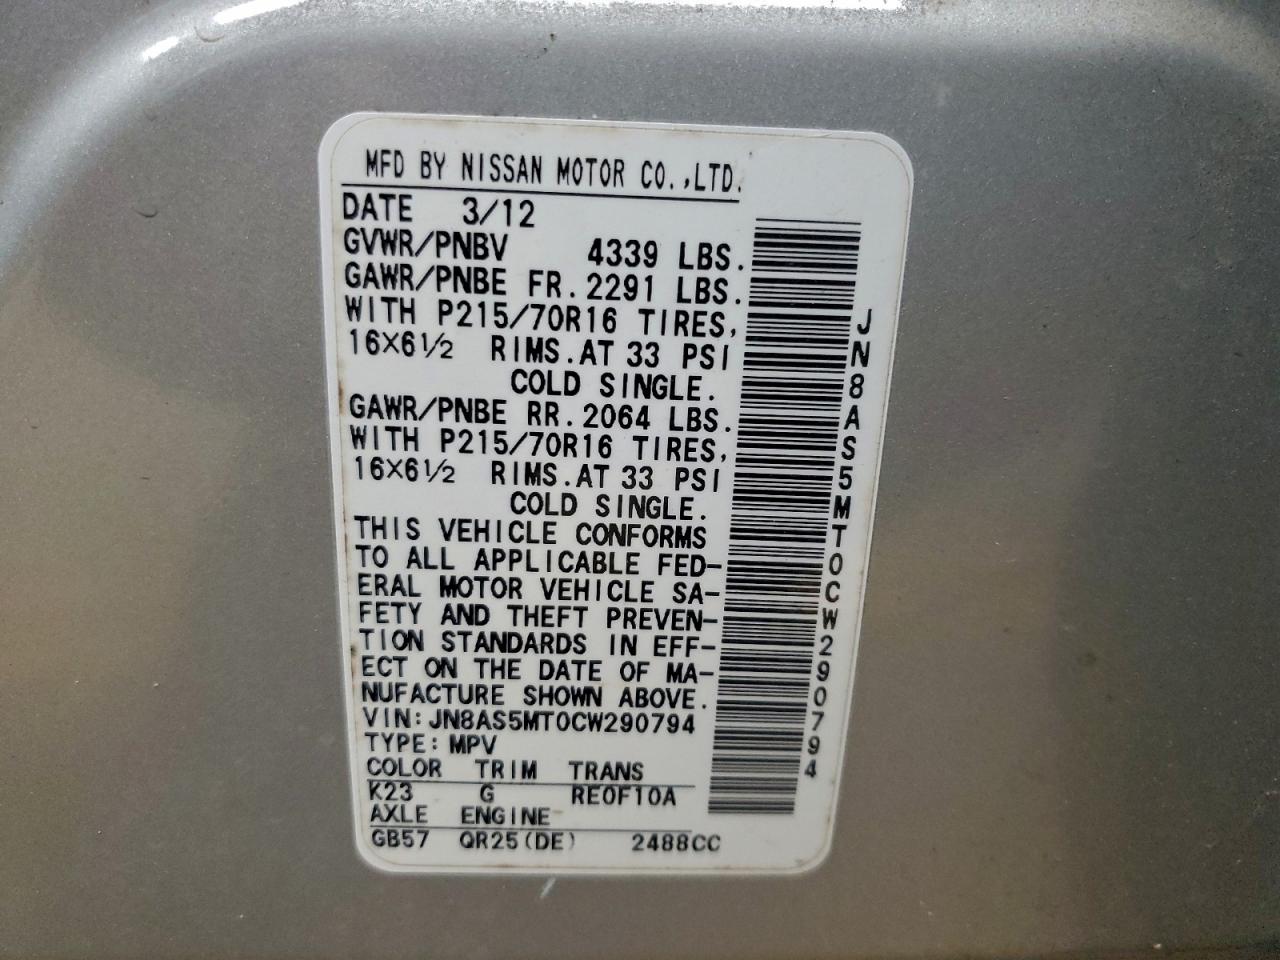 MFD BY NISSAN MOTOR CO.,LTD.
DATE 3/12
GVWR/PNBV 4339 LBS.
GAWR/PNBE FR.2291 LBS.
WITH P215/70R16 TIRES,
16×6½ RIMS.AT 33 PSI
COLD SINGLE.
GAWR/PNBE RR.2064 LBS.
WITH P215/70R16 TIRES,
16×6½ RIMS.AT 33 PSI
COLD SINGLE.
THIS VEHICLE CONFORMS
TO ALL APPLICABLE FED-
ERAL MOTOR VEHICLE SA-
FETY AND THEFT PREVEN-
TION STANDARDS IN EFF-
ECT ON THE DATE OF MA-
NUFACTURE SHOWN ABOVE.
VIN:JN8AS5MT0CW290794
TYPE:MPV
COLOR TRIM TRANS
K23 G RE0F10A
AXLE ENGINE
GB57 QR25(DE) 2488CC
JN8AS5MT0CW290794